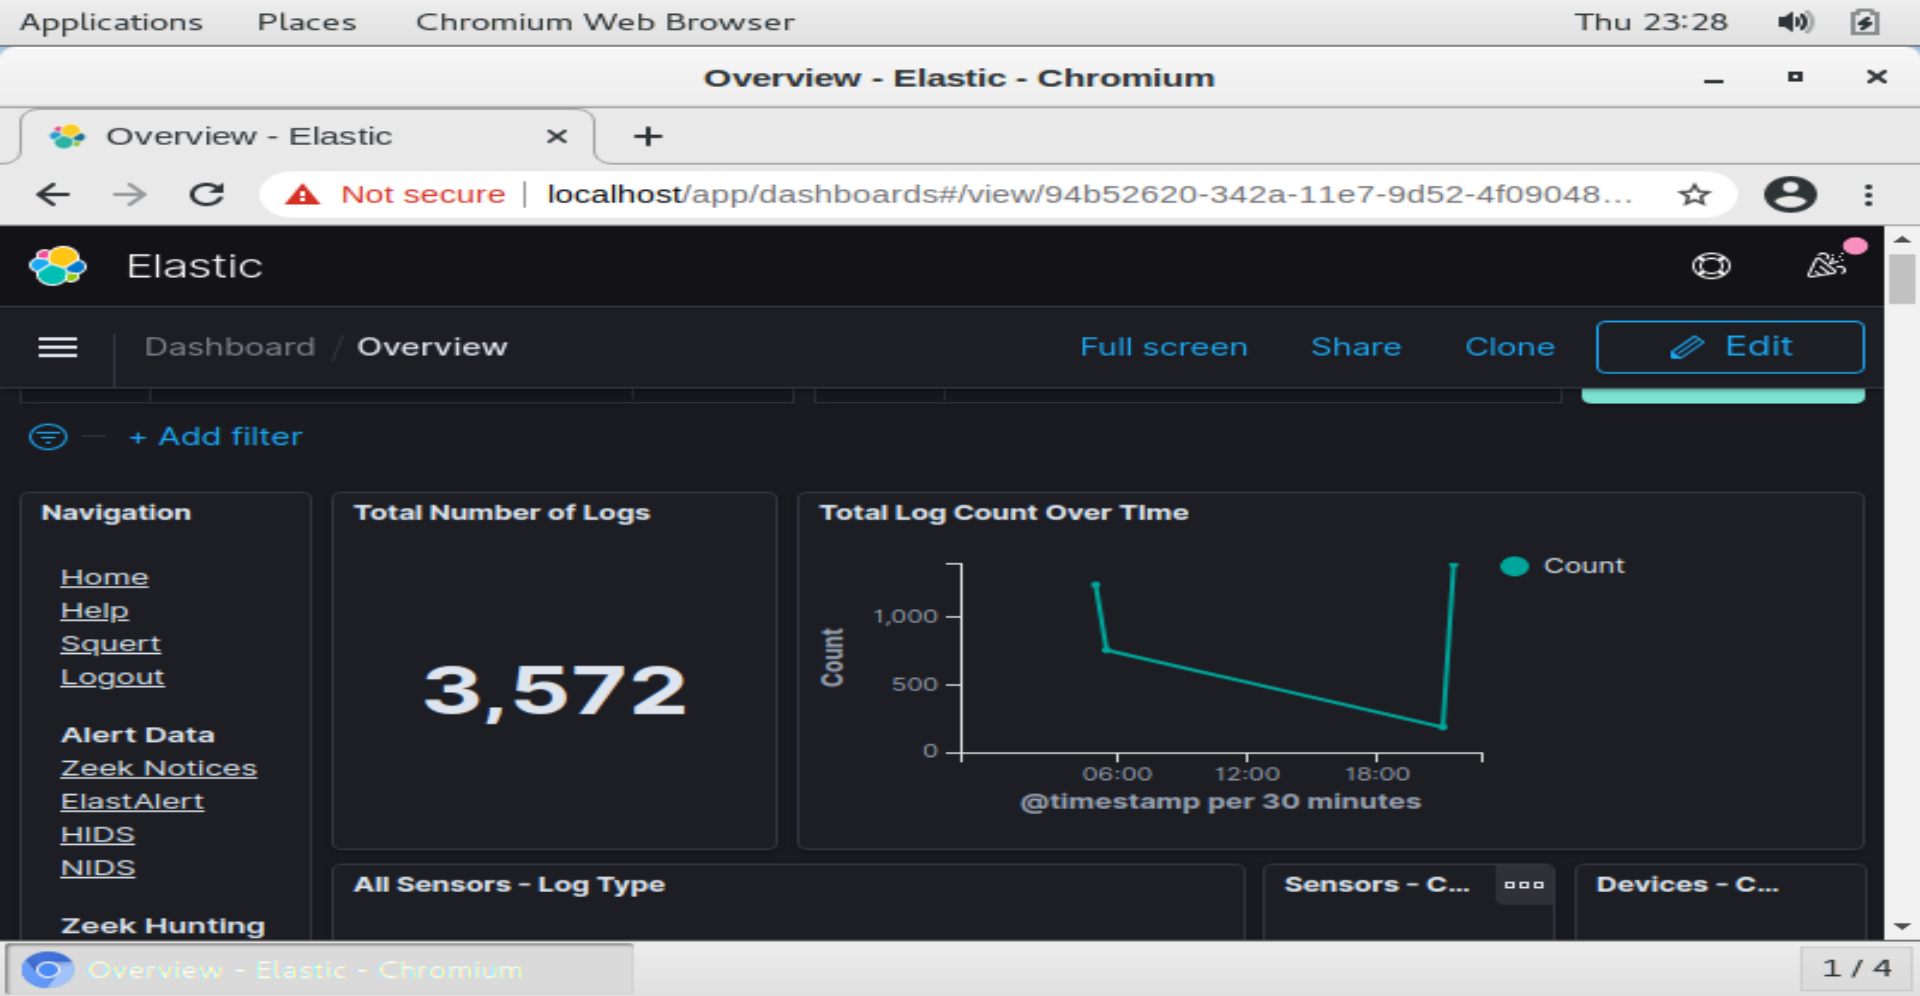 Applications Places Chromium Web Browser Thu 23:28
Overview - Elastic - Chromium
Overview - Elastic
Not secure localhost/app/dashboards#/view/94b52620-342a-11e7-9d52-4f09048...
Elastic
Dashboard / Overview Full screen Share Clone Edit
+ Add filter
Navigation
Home
Help
Squert
Logout
Alert Data
Zeek Notices
ElastAlert
HIDS
NIDS
Zeek Hunting
Total Number of Logs
3,572
Total Log Count Over TIme
Count
1,000
500
0
Count
06:00 12:00 18:00
@timestamp per 30 minutes
All Sensors - Log Type
Sensors - C...
Devices - C...
Overview - Elastic - Chromium
1 / 4